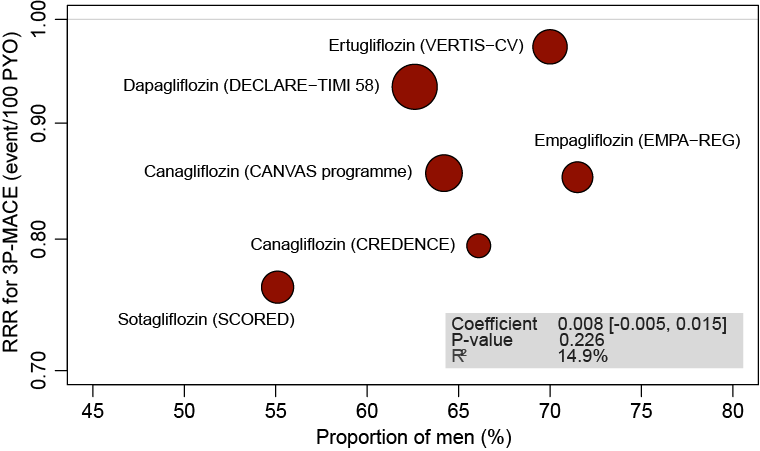 RRR for 3P-MACE (event/100 PYO)
1.00
0.90
0.80
0.70
Ertugliflozin (VERTIS−CV)
Dapagliflozin (DECLARE−TIMI 58)
Empagliflozin (EMPA−REG)
Canagliflozin (CANVAS programme)
Canagliflozin (CREDENCE)
Sotagliflozin (SCORED)
Coefficient 0.008 [-0.005, 0.015]
P-value 0.226
R² 14.9%
45 50 55 60 65 70 75 80
Proportion of men (%)